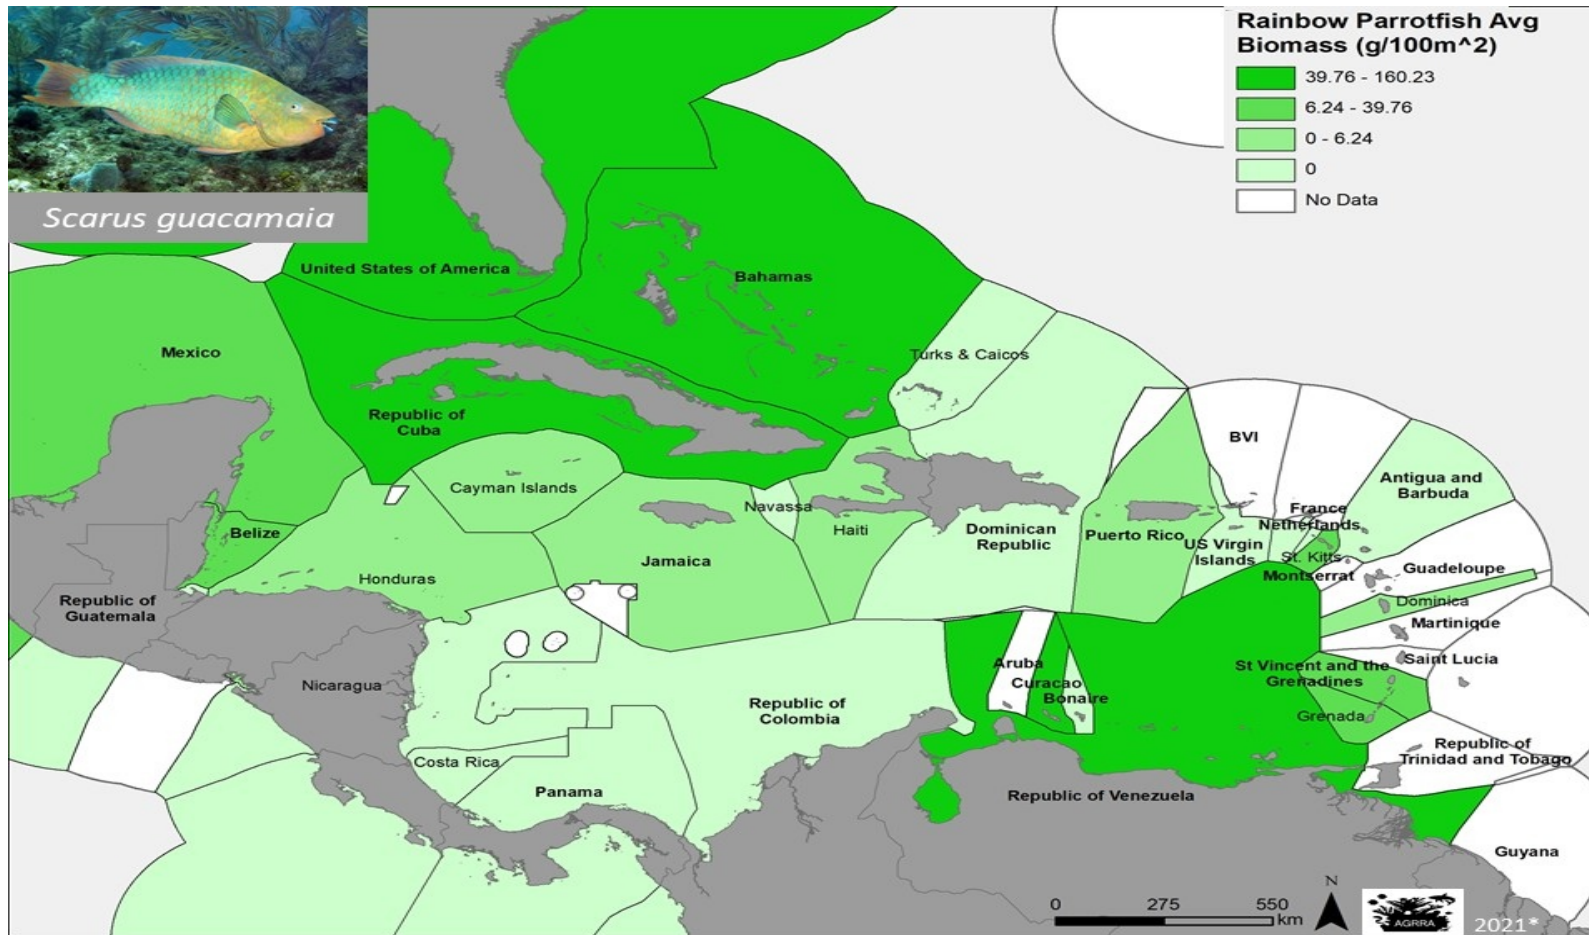 Scarus guacamaia
Rainbow Parrotfish Avg
Biomass (g/100m^2)
39.76 - 160.23
6.24 - 39.76
0 - 6.24
0
No Data
United States of America
Bahamas
Mexico
Turks & Caicos
Republic of
Cuba
BVI
Cayman Islands
Antigua and
Barbuda
Navassa
France
Netherlands
Belize
Haiti
Dominican
Republic
Puerto Rico
US Virgin
Islands
St. Kitts
Jamaica
Montserrat
Guadeloupe
Honduras
Dominica
Republic of
Guatemala
Martinique
Aruba
St Vincent and the
Grenadines
Saint Lucia
Nicaragua
Curacao
Bonaire
Republic of
Colombia
Grenada
Costa Rica
Republic of
Trinidad and Tobago
Panama
Republic of Venezuela
Guyana
N
0 275 550
km
AGRRA
2021*